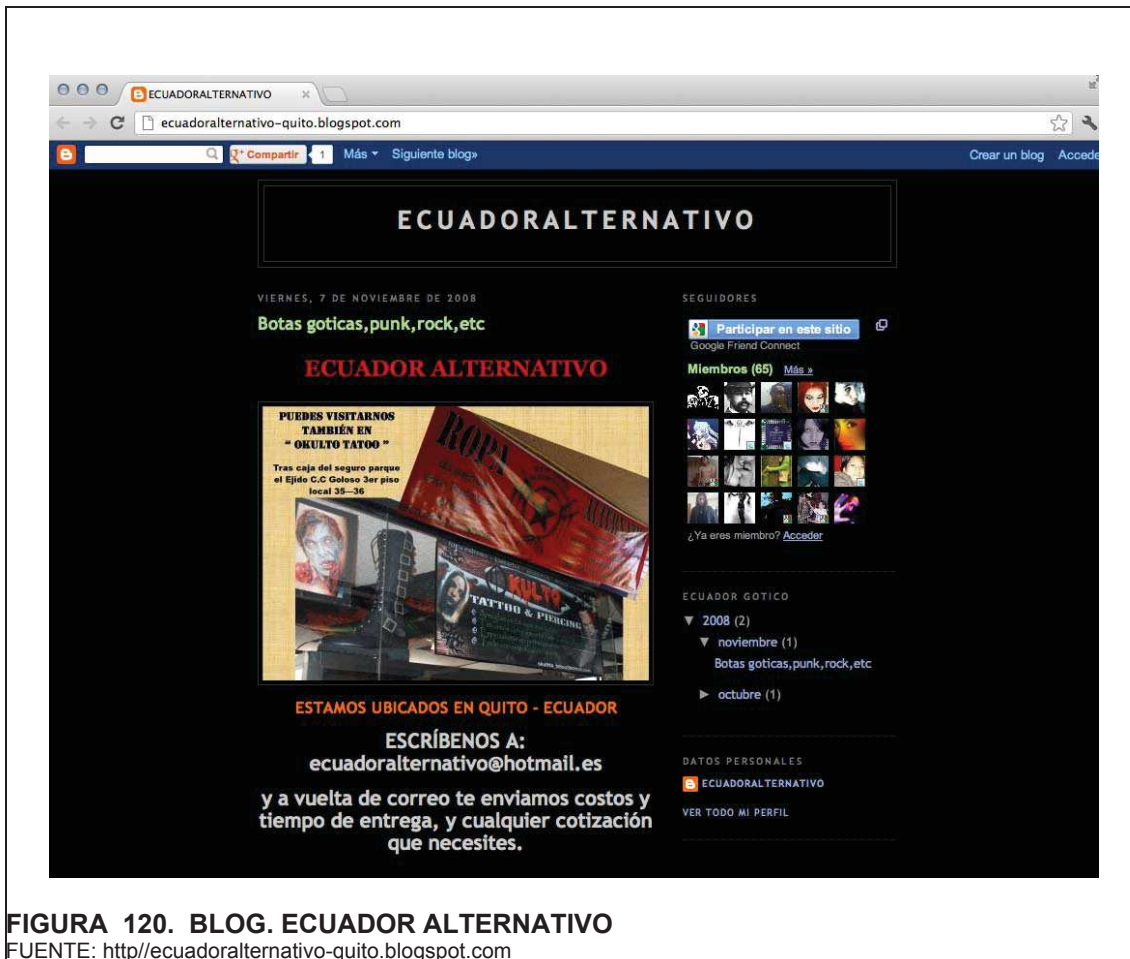 ECUADORALTERNATIVO
ecuadoralternativo-quito.blogspot.com
Compartir 1 Más Siguiente blog» Crear un blog Accede
ECUADORALTERNATIVO
VIERNES, 7 DE NOVIEMBRE DE 2008
Botas goticas,punk,rock,etc
ECUADOR ALTERNATIVO
PUEDES VISITARNOS
TAMBIÉN EN
" OKULTO TATOO "
Tras caja del seguro parque
el Ejido C.C Goloso 3er piso
local 35—36
ROPA
OKULTO
TATTOO & PIERCING
ESTAMOS UBICADOS EN QUITO - ECUADOR
ESCRÍBENOS A:
ecuadoralternativo@hotmail.es
y a vuelta de correo te enviamos costos y
tiempo de entrega, y cualquier cotización
que necesites.
SEGUIDORES
Participar en este sitio
Google Friend Connect
Miembros (65) Más »
¿Ya eres miembro? Acceder
ECUADOR GOTICO
▼ 2008 (2)
▼ noviembre (1)
Botas goticas,punk,rock,etc
► octubre (1)
DATOS PERSONALES
ECUADORALTERNATIVO
VER TODO MI PERFIL
FIGURA 120. BLOG. ECUADOR ALTERNATIVO
FUENTE: http//ecuadoralternativo-quito.blogspot.com